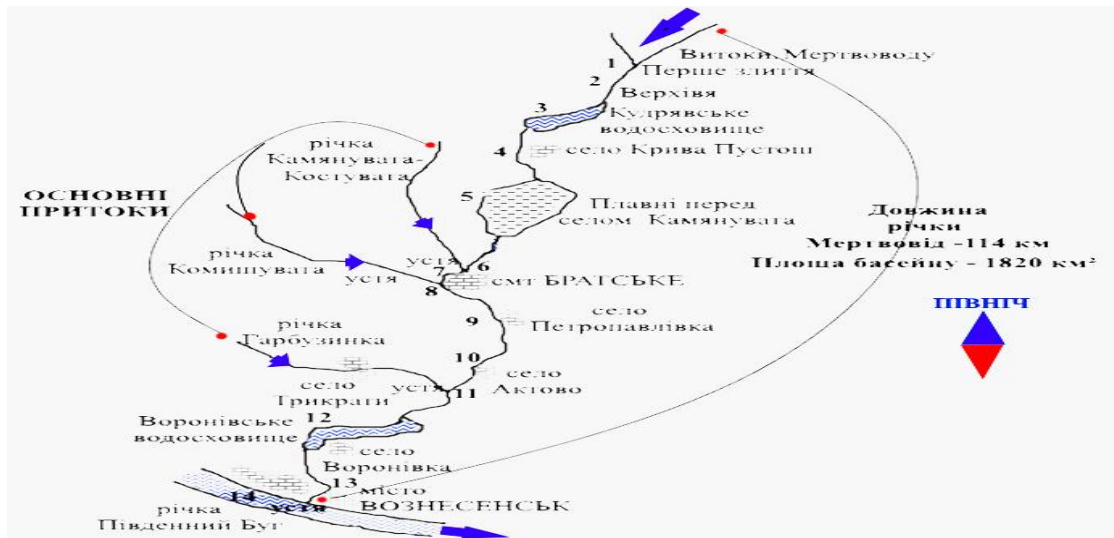 Витоки Мертвоводу
1
Перше злиття
2
Верхівя
3
Кудрявське
водосховище
річка
Камянувата-
Костувата
4
село Крива Пустош
ОСНОВНІ
ПРИТОКИ
5
Плавні перед
селом Камянувата
Довжина
річки
Мертвовід -114 км
Площа басейну - 1820 км²
річка
Комишувата
устя
устя
7
6
8
смт БРАТСЬКЕ
ПІВНІЧ
9
село
Петропавлівка
річка
Гарбузинка
10
село
Актово
село
Трикрати
устя
11
12
Воронівське
водосховище
село
Воронівка
13
місто
ВОЗНЕСЕНСЬК
14
устя
річка
Південний Буг